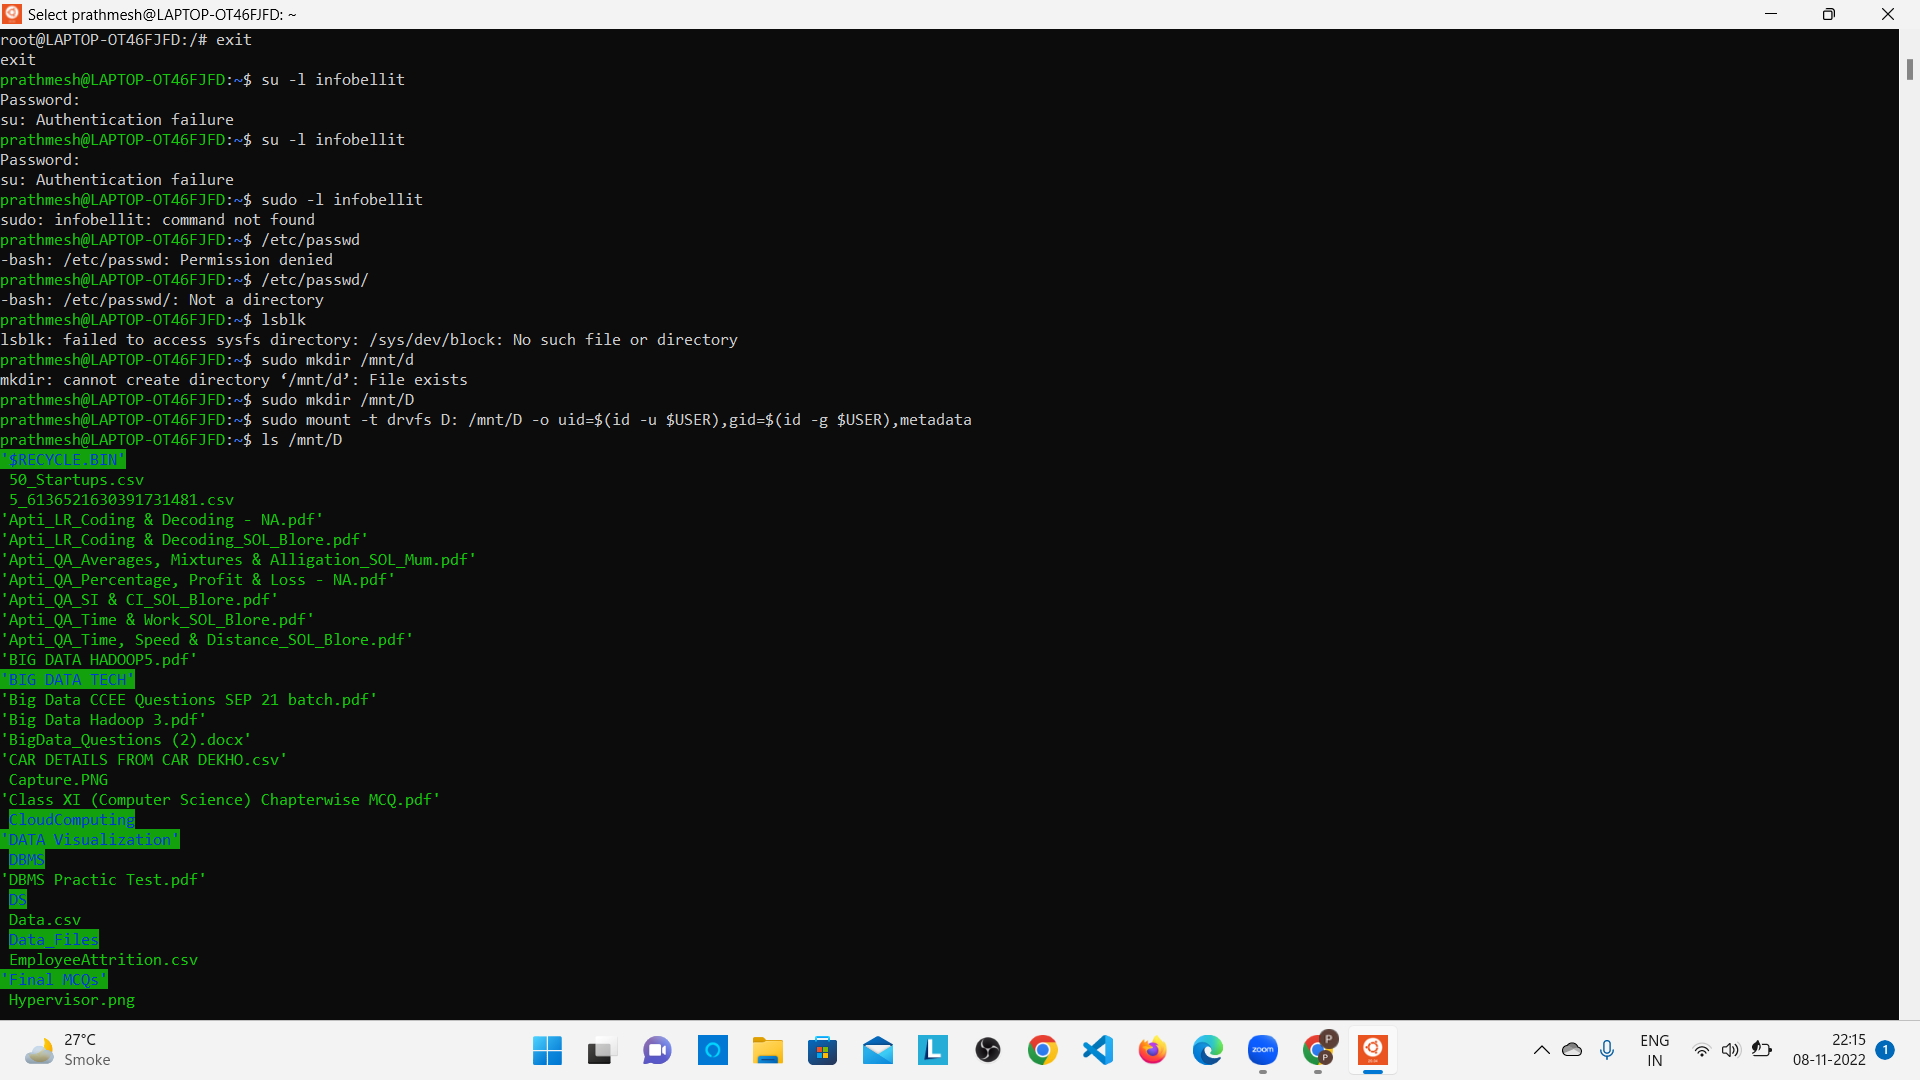 Select prathmesh@LAPTOP-OT46FJFD: ~
root@LAPTOP-OT46FJFD:/# exit
exit
prathmesh@LAPTOP-OT46FJFD:~$ su -l infobellit
Password:
su: Authentication failure
prathmesh@LAPTOP-OT46FJFD:~$ su -l infobellit
Password:
su: Authentication failure
prathmesh@LAPTOP-OT46FJFD:~$ sudo -l infobellit
sudo: infobellit: command not found
prathmesh@LAPTOP-OT46FJFD:~$ /etc/passwd
-bash: /etc/passwd: Permission denied
prathmesh@LAPTOP-OT46FJFD:~$ /etc/passwd/
-bash: /etc/passwd/: Not a directory
prathmesh@LAPTOP-OT46FJFD:~$ lsblk
lsblk: failed to access sysfs directory: /sys/dev/block: No such file or directory
prathmesh@LAPTOP-OT46FJFD:~$ sudo mkdir /mnt/d
mkdir: cannot create directory ‘/mnt/d’: File exists
prathmesh@LAPTOP-OT46FJFD:~$ sudo mkdir /mnt/D
prathmesh@LAPTOP-OT46FJFD:~$ sudo mount -t drvfs D: /mnt/D -o uid=$(id -u $USER),gid=$(id -g $USER),metadata
prathmesh@LAPTOP-OT46FJFD:~$ ls /mnt/D
'$RECYCLE.BIN'
50_Startups.csv
5_6136521630391731481.csv
'Apti_LR_Coding & Decoding - NA.pdf'
'Apti_LR_Coding & Decoding_SOL_Blore.pdf'
'Apti_QA_Averages, Mixtures & Alligation_SOL_Mum.pdf'
'Apti_QA_Percentage, Profit & Loss - NA.pdf'
'Apti_QA_SI & CI_SOL_Blore.pdf'
'Apti_QA_Time & Work_SOL_Blore.pdf'
'Apti_QA_Time, Speed & Distance_SOL_Blore.pdf'
'BIG DATA HADOOP5.pdf'
'BIG DATA TECH'
'Big Data CCEE Questions SEP 21 batch.pdf'
'Big Data Hadoop 3.pdf'
'BigData_Questions (2).docx'
'CAR DETAILS FROM CAR DEKHO.csv'
Capture.PNG
'Class XI (Computer Science) Chapterwise MCQ.pdf'
CloudComputing
'DATA Visualization'
DBMS
'DBMS Practic Test.pdf'
DS
Data.csv
Data_Files
EmployeeAttrition.csv
'Final MCQs'
Hypervisor.png
27°C
Smoke
L
zoom
P
P
ENG
IN
22:15
08-11-2022
1